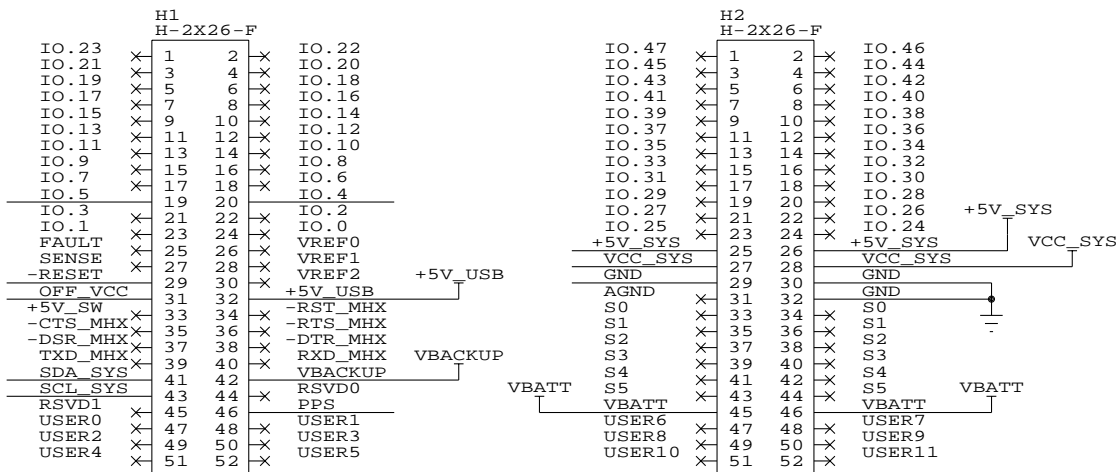 H1
H-2X26-F
IO.23 1 2 IO.22
IO.21 3 4 IO.20
IO.19 5 6 IO.18
IO.17 7 8 IO.16
IO.15 9 10 IO.14
IO.13 11 12 IO.12
IO.11 13 14 IO.10
IO.9 15 16 IO.8
IO.7 17 18 IO.6
IO.5 19 20 IO.4
IO.3 21 22 IO.2
IO.1 23 24 IO.0
FAULT 25 26 VREF0
SENSE 27 28 VREF1
-RESET 29 30 VREF2
+5V_USB
OFF_VCC 31 32 +5V_USB
+5V_SW 33 34 -RST_MHX
-CTS_MHX 35 36 -RTS_MHX
-DSR_MHX 37 38 -DTR_MHX
TXD_MHX 39 40 RXD_MHX
VBACKUP
SDA_SYS 41 42 VBACKUP
SCL_SYS 43 44 RSVD0
RSVD1 45 46 PPS
USER0 47 48 USER1
USER2 49 50 USER3
USER4 51 52 USER5
H2
H-2X26-F
IO.47 1 2 IO.46
IO.45 3 4 IO.44
IO.43 5 6 IO.42
IO.41 7 8 IO.40
IO.39 9 10 IO.38
IO.37 11 12 IO.36
IO.35 13 14 IO.34
IO.33 15 16 IO.32
IO.31 17 18 IO.30
IO.29 19 20 IO.28
IO.27 21 22 IO.26
+5V_SYS
IO.25 23 24 IO.24
+5V_SYS 25 26 +5V_SYS
VCC_SYS
VCC_SYS 27 28 VCC_SYS
GND 29 30 GND
AGND 31 32 GND
S0 33 34 S0
S1 35 36 S1
S2 37 38 S2
S3 39 40 S3
S4 41 42 S4
S5 43 44 S5
VBATT
VBATT
VBATT 45 46 VBATT
USER6 47 48 USER7
USER8 49 50 USER9
USER10 51 52 USER11